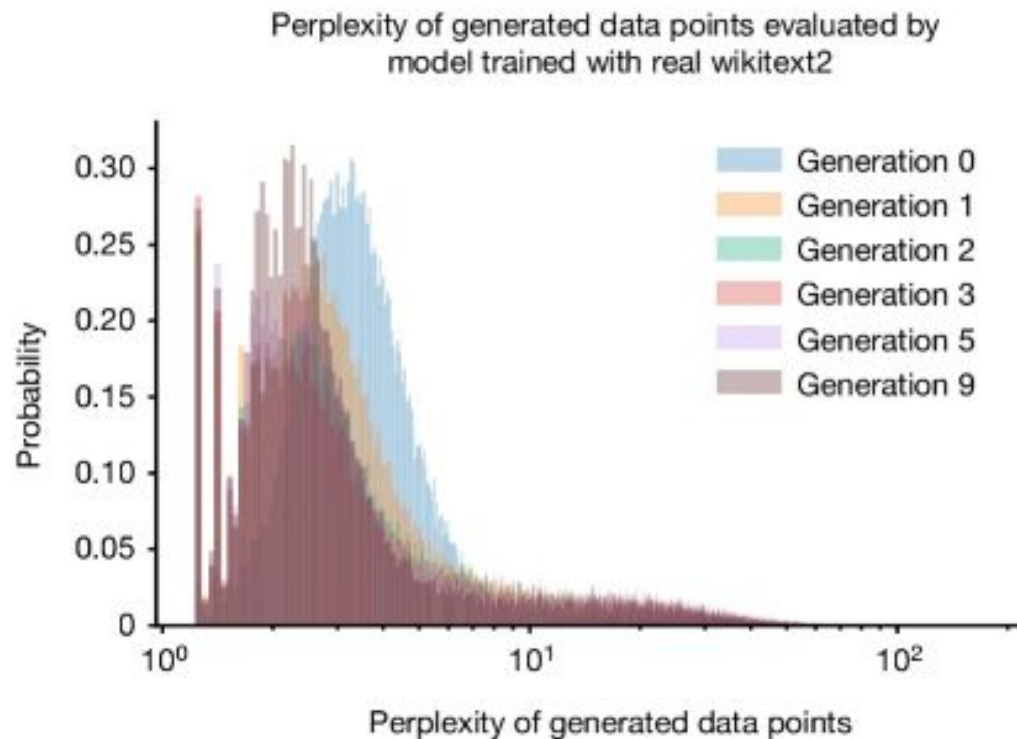 Perplexity of generated data points evaluated by
model trained with real wikitext2
0.30
0.25
0.20
0.15
0.10
0.05
0
Probability
Generation 0
Generation 1
Generation 2
Generation 3
Generation 5
Generation 9
10⁰
10¹
10²
Perplexity of generated data points